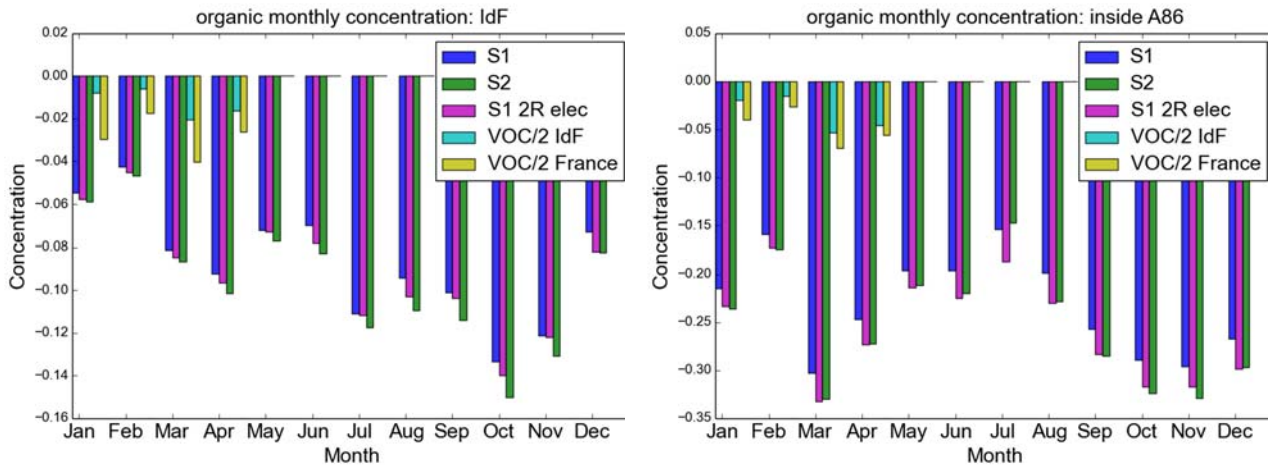 organic monthly concentration: IdF
0.02
0.00
−0.02
−0.04
−0.06
−0.08
−0.10
−0.12
−0.14
−0.16
Concentration
S1
S2
S1 2R elec
VOC/2 IdF
VOC/2 France
Jan Feb Mar Apr May Jun Jul Aug Sep Oct Nov Dec
Month
organic monthly concentration: inside A86
0.05
0.00
−0.05
−0.10
−0.15
−0.20
−0.25
−0.30
−0.35
Concentration
S1
S2
S1 2R elec
VOC/2 IdF
VOC/2 France
Jan Feb Mar Apr May Jun Jul Aug Sep Oct Nov Dec
Month